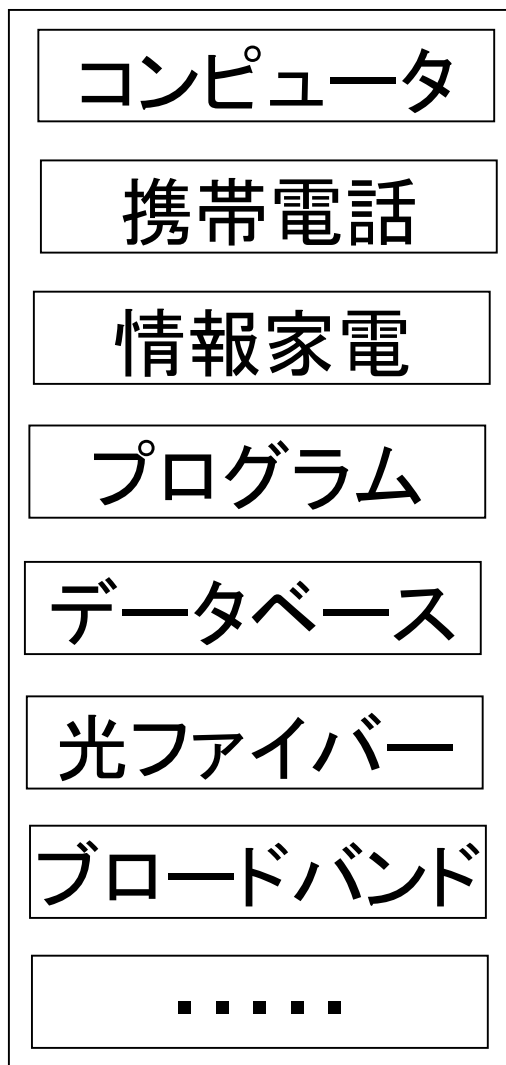 コンピュータ
携帯電話
情報家電
プログラム
データベース
光ファイバー
ブロードバンド
・・・・・